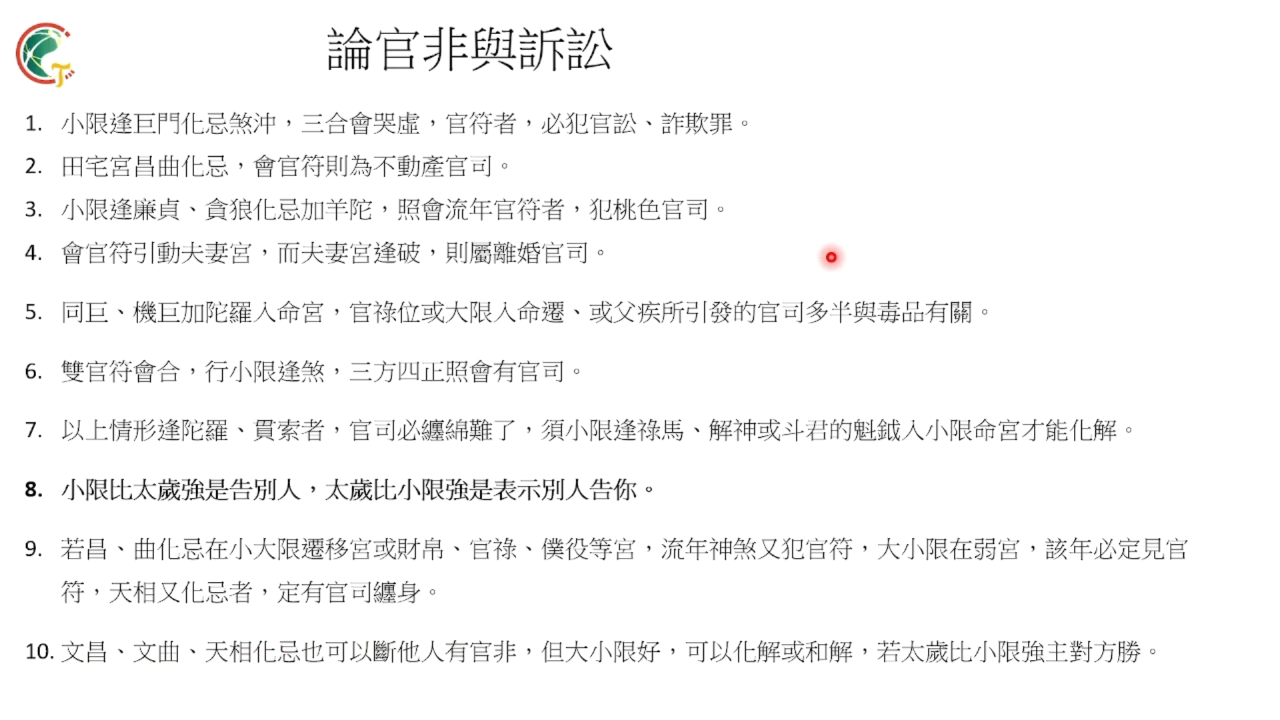 論官非與訴訟
1. 小限逢巨門化忌煞沖，三合會哭虛，官符者，必犯官訟、詐欺罪。
2. 田宅宮昌曲化忌，會官符則為不動產官司。
3. 小限逢廉貞、貪狼化忌加羊陀，照會流年官符者，犯桃色官司。
4. 會官符引動夫妻宮，而夫妻宮逢破，則屬離婚官司。
5. 同巨、機巨加陀羅入命宮，官祿位或大限入命遷、或父疾所引發的官司多半與毒品有關。
6. 雙官符會合，行小限逢煞，三方四正照會有官司。
7. 以上情形逢陀羅、貫索者，官司必纏綿難了，須小限逢祿馬、解神或斗君的魁鉞入小限命宮才能化解。
8. 小限比太歲強是告別人，太歲比小限強是表示別人告你。
9. 若昌、曲化忌在小大限遷移宮或財帛、官祿、僕役等宮，流年神煞又犯官符，大小限在弱宮，該年必定見官
符，天相又化忌者，定有官司纏身。
10. 文昌、文曲、天相化忌也可以斷他人有官非，但大小限好，可以化解或和解，若太歲比小限強主對方勝。